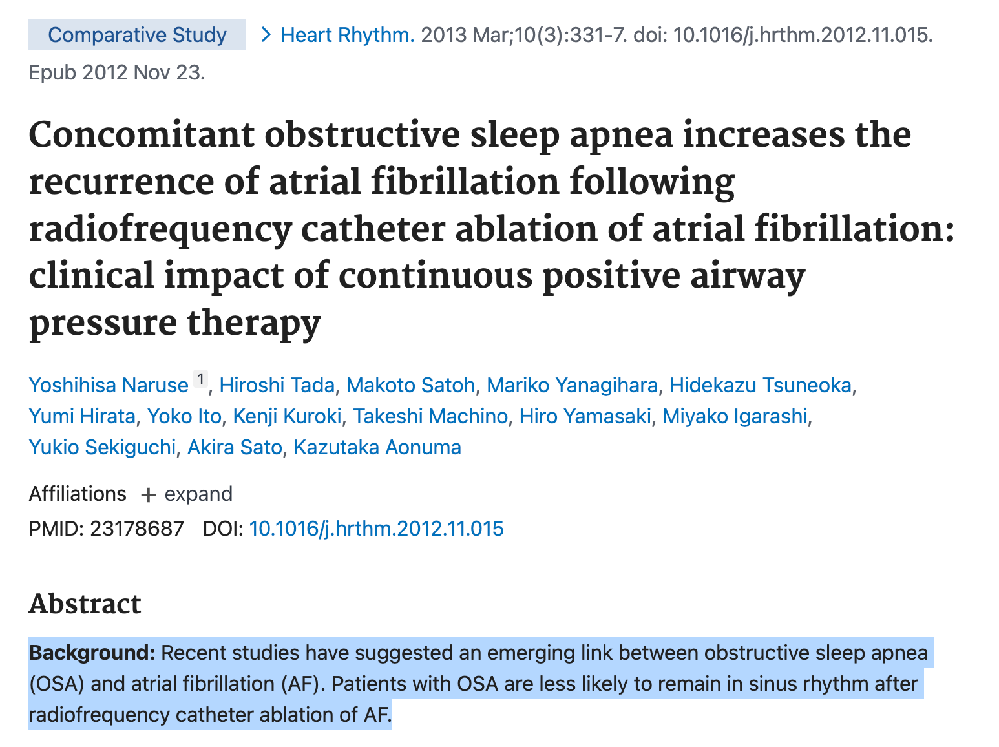 Comparative Study > Heart Rhythm. 2013 Mar;10(3):331-7. doi: 10.1016/j.hrthm.2012.11.015.
Epub 2012 Nov 23.
Concomitant obstructive sleep apnea increases the
recurrence of atrial fibrillation following
radiofrequency catheter ablation of atrial fibrillation:
clinical impact of continuous positive airway
pressure therapy
Yoshihisa Naruse 1, Hiroshi Tada, Makoto Satoh, Mariko Yanagihara, Hidekazu Tsuneoka,
Yumi Hirata, Yoko Ito, Kenji Kuroki, Takeshi Machino, Hiro Yamasaki, Miyako Igarashi,
Yukio Sekiguchi, Akira Sato, Kazutaka Aonuma
Affiliations + expand
PMID: 23178687 DOI: 10.1016/j.hrthm.2012.11.015
Abstract
Background: Recent studies have suggested an emerging link between obstructive sleep apnea
(OSA) and atrial fibrillation (AF). Patients with OSA are less likely to remain in sinus rhythm after
radiofrequency catheter ablation of AF.